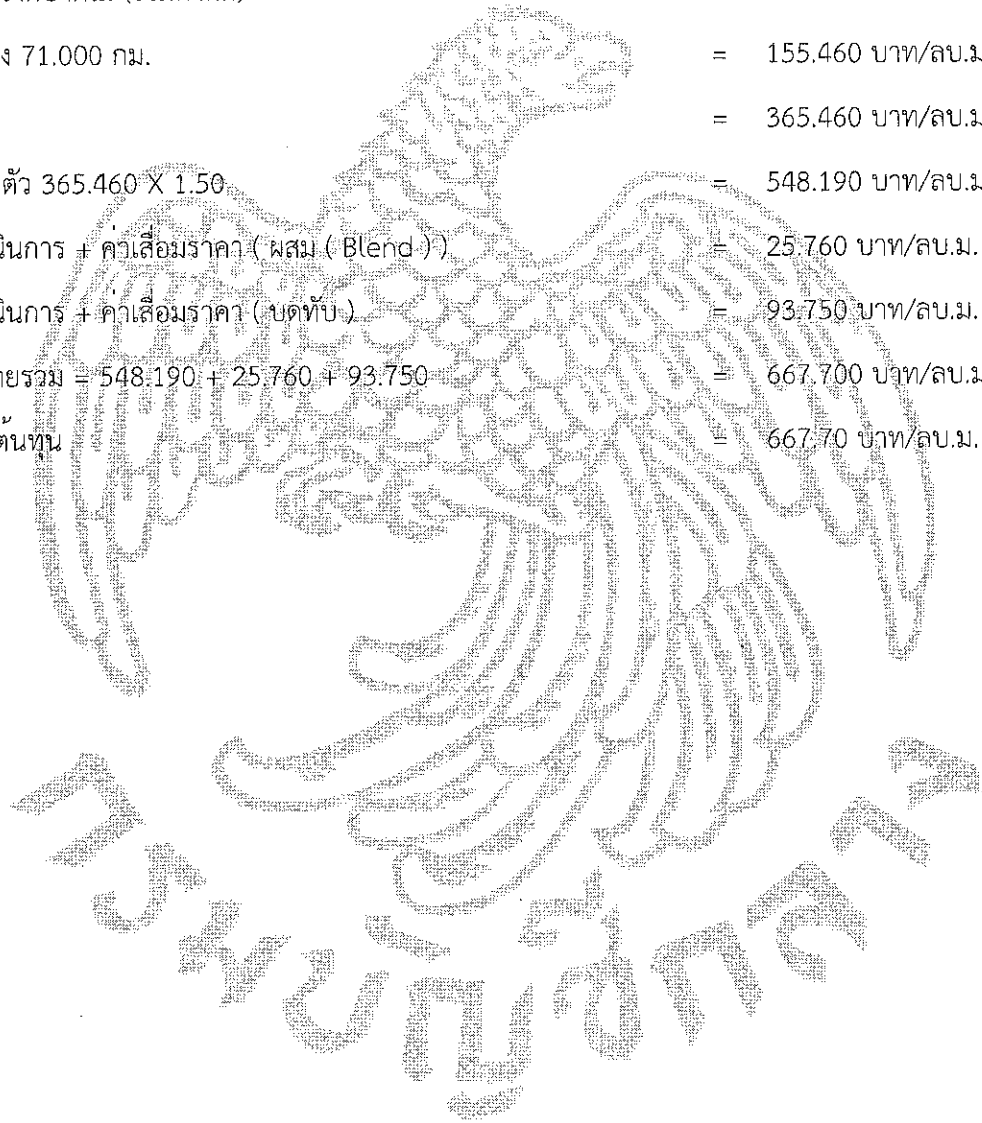 ง 71.000 กม. = 155.460 บาท/ลบ.ม
= 365.460 บาท/ลบ.ม
ตัว 365.460 X 1.50 = 548.190 บาท/ลบ.ม
นินการ + ค่าเสื่อมราคา ( ผสม ( Blend ) ) = 25.760 บาท/ลบ.ม.
นินการ + ค่าเสื่อมราคา ( บดทับ ) = 93.750 บาท/ลบ.ม.
ายรวม = 548.190 + 25.760 + 93.750 = 667.700 บาท/ลบ.ม
ต้นทุน = 667.70 บาท/ลบ.ม.